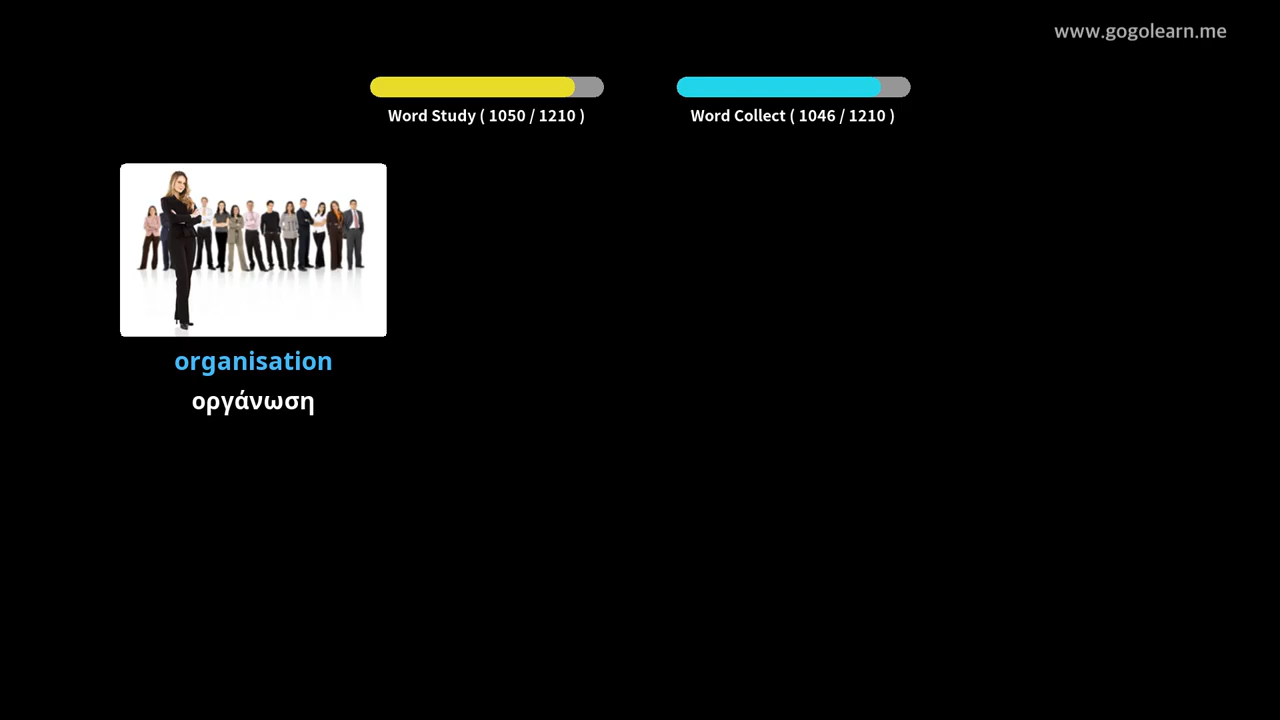 www.gogolearn.me
Word Study ( 1050 / 1210 )
Word Collect ( 1046 / 1210 )
organisation
οργάνωση